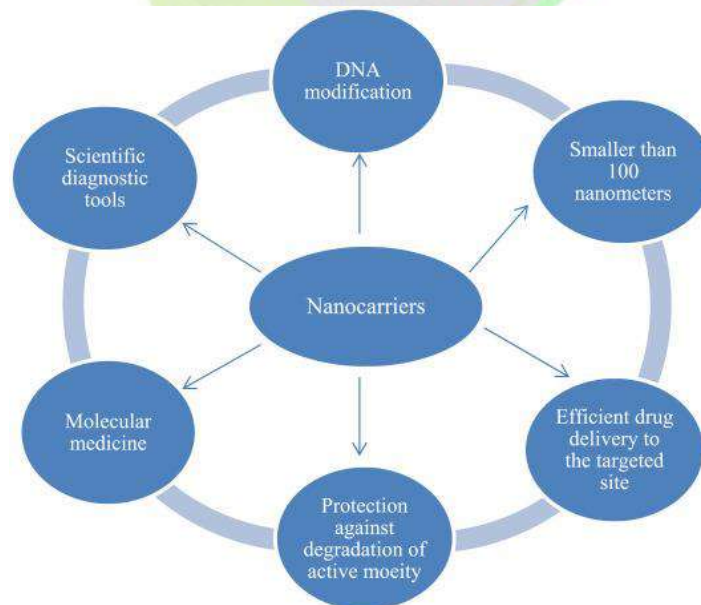 DNA
modification
Smaller than
100
nanometers
Efficient drug
delivery to
the targeted
site
Protection
against
degradation of
active moeity
Molecular
medicine
Scientific
diagnostic
tools
Nanocarriers